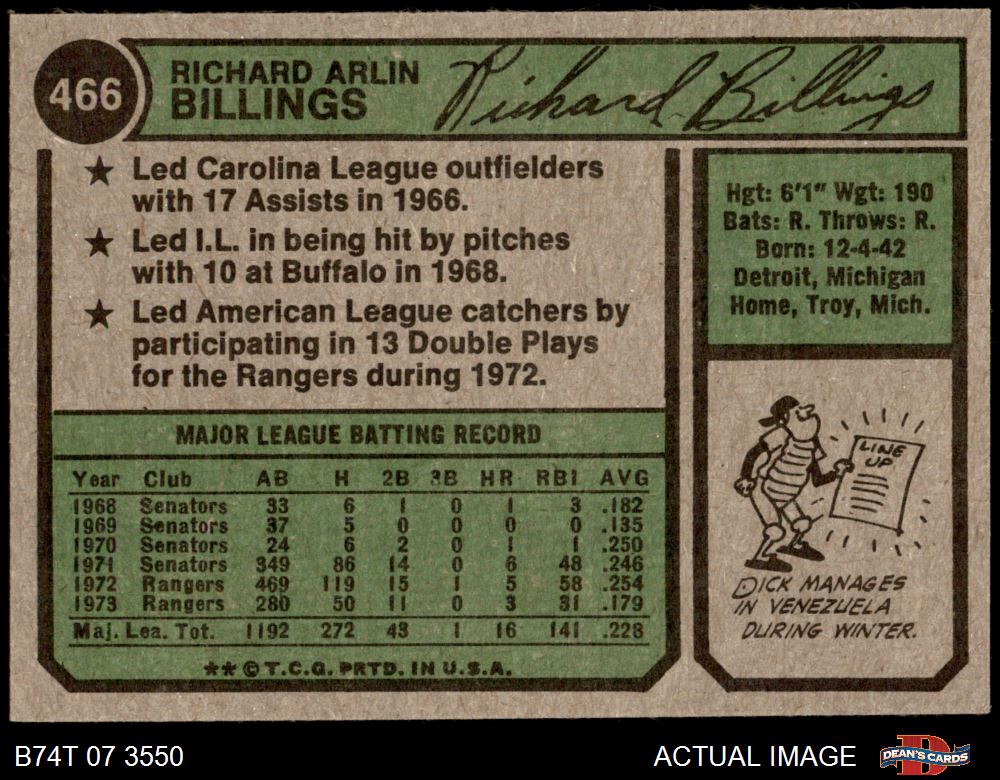 466
RICHARD ARLIN
BILLINGS
Richard Billings
★ Led Carolina League outfielders
with 17 Assists in 1966.
★ Led I.L. in being hit by pitches
with 10 at Buffalo in 1968.
★ Led American League catchers by
participating in 13 Double Plays
for the Rangers during 1972.
Hgt: 6'1" Wgt: 190
Bats: R. Throws: R.
Born: 12-4-42
Detroit, Michigan
Home, Troy, Mich.
MAJOR LEAGUE BATTING RECORD
Year Club AB H 2B 3B HR RBI AVG
1968 Senators 33 6 1 0 1 3 .182
1969 Senators 37 5 0 0 0 0 .135
1970 Senators 24 6 2 0 1 1 .250
1971 Senators 349 86 14 0 6 48 .246
1972 Rangers 469 119 15 1 5 58 .254
1973 Rangers 280 50 11 0 3 31 .179
Maj. Lea. Tot. 1192 272 43 1 16 141 .228
** © T.C.G. PRTD. IN U.S.A.
LINE
UP
DICK MANAGES
IN VENEZUELA
DURING WINTER.
B74T 07 3550
ACTUAL IMAGE
DEAN'S CARDS